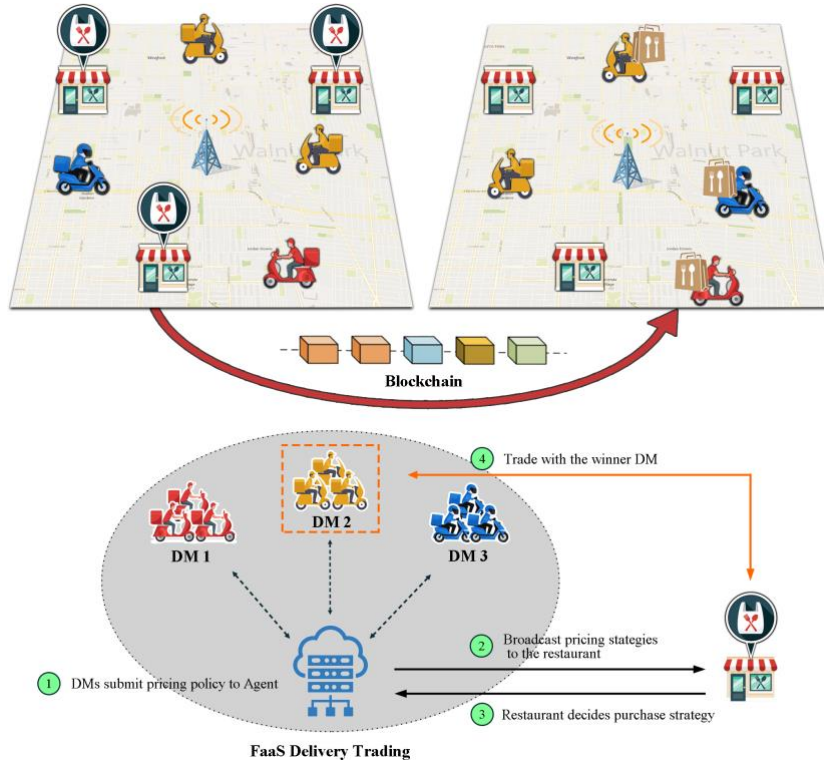 Walnut Park
Walnut Park
Blockchain
4 Trade with the winner DM
DM 2
DM 1
DM 3
2 Broadcast pricing stategies
to the restaurant
1 DMs submit pricing policy to Agent
3 Restaurant decides purchase strategy
FaaS Delivery Trading